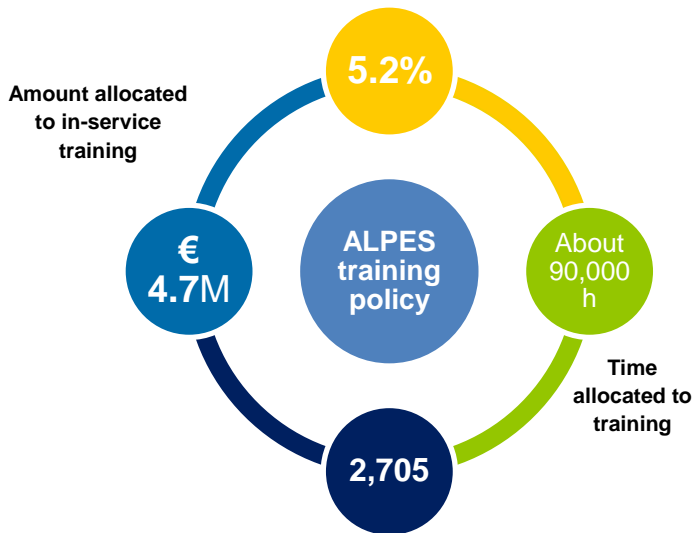 5.2%
Amount allocated
to in-service
training
€
4.7M
ALPES
training
policy
About
90,000
h
Time
allocated to
training
2,705